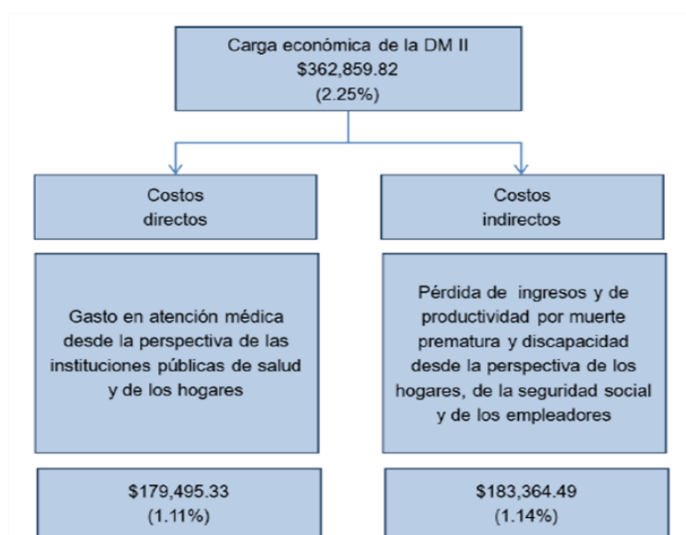 Carga económica de la DM II
$362,859.82
(2.25%)
Costos
directos
Costos
indirectos
Gasto en atención médica
desde la perspectiva de las
instituciones públicas de salud
y de los hogares
Pérdida de ingresos y de
productividad por muerte
prematura y discapacidad
desde la perspectiva de los
hogares, de la seguridad social
y de los empleadores
$179,495.33
(1.11%)
$183,364.49
(1.14%)